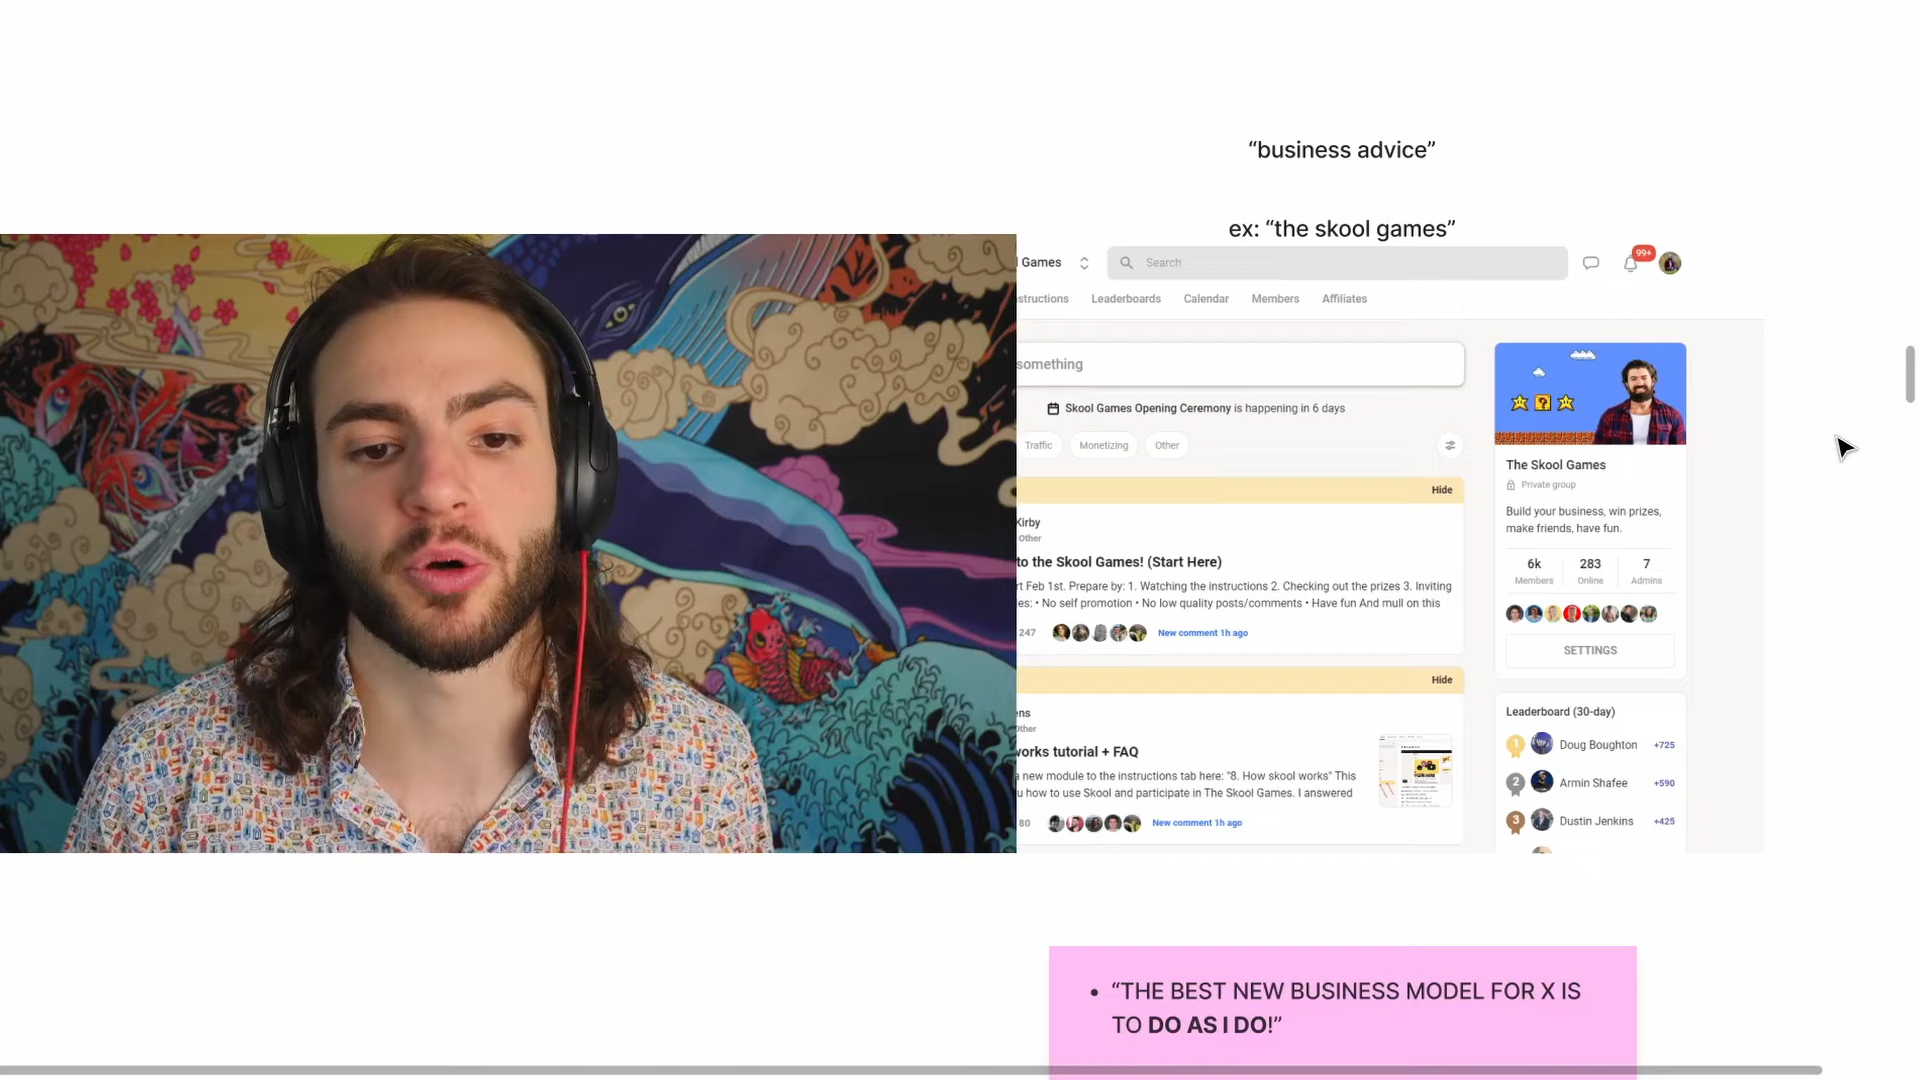 “business advice”
ex: “the skool games”
Games
Search
99+
structions
Leaderboards
Calendar
Members
Affiliates
something
Skool Games Opening Ceremony is happening in 6 days
Traffic
Monetizing
Other
Hide
Kirby
Other
to the Skool Games! (Start Here)
rt Feb 1st. Prepare by: 1. Watching the instructions 2. Checking out the prizes 3. Inviting
es: • No self promotion • No low quality posts/comments • Have fun And mull on this
247
New comment 1h ago
Hide
ens
Other
works tutorial + FAQ
a new module to the instructions tab here: "8. How skool works" This
u how to use Skool and participate in The Skool Games. I answered
80
New comment 1h ago
The Skool Games
Private group
Build your business, win prizes,
make friends, have fun.
6k
283
7
Members
Online
Admins
SETTINGS
Leaderboard (30-day)
1
Doug Boughton
+725
2
Armin Shafee
+590
3
Dustin Jenkins
+425
• “THE BEST NEW BUSINESS MODEL FOR X IS
TO DO AS I DO!”